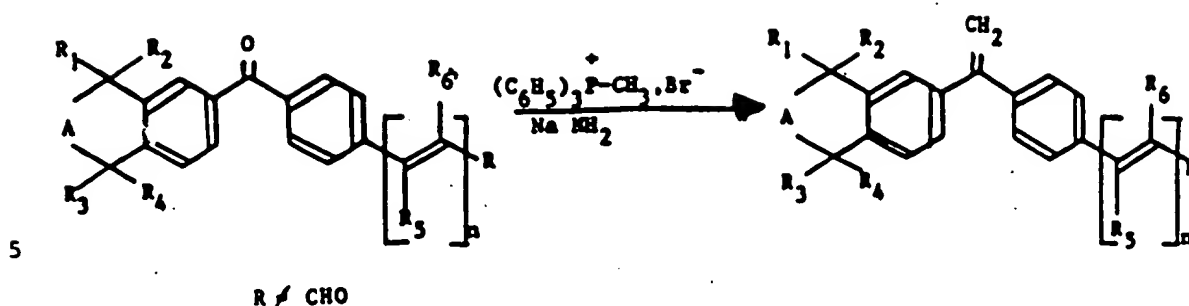 R1 R2 O R6 (C6H5)3P+-CH3,Br- R1 R2 CH2 R6
A Na NH2 A
R3 R4 R5 n R R3 R4 R5 n
5
R ≠ CHO